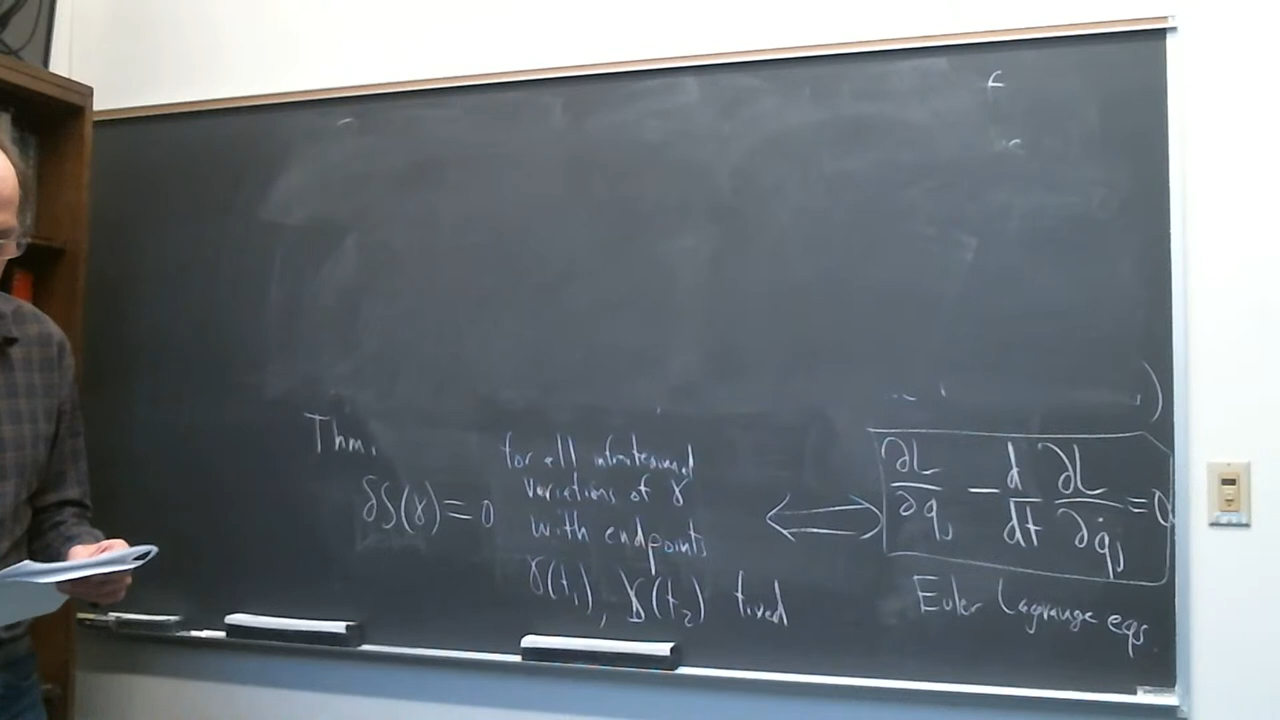 Thm.
δS(γ) = 0
for all infinitesimal
variations of γ
with endpoints
γ(t₁), γ(t₂) fixed
⟺
∂L/∂qⱼ − d/dt ∂L/∂q̇ⱼ = 0
Euler Lagrange eqs.